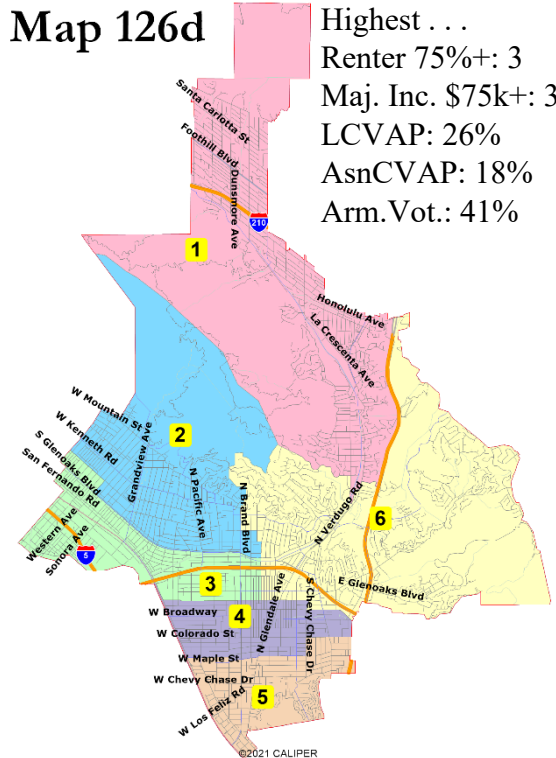 Map 126d
Highest . . .
Renter 75%+: 3
Maj. Inc. $75k+: 3
LCVAP: 26%
AsnCVAP: 18%
Arm.Vot.: 41%
Santa Carlotta St
Foothill Blvd
Dunsmore Ave
210
1
Honolulu Ave
La Crescenta Ave
W Mountain St
W Kenneth Rd
S Glenoaks Blvd
San Fernando Rd
Grandview Ave
2
N Pacific Ave
N Brand Blvd
N Verdugo Rd
6
Western Ave
Sonora Ave
5
3
E Glenoaks Blvd
W Broadway
4
N Glendale Ave
S Chevy Chase Dr
W Colorado St
W Maple St
W Chevy Chase Dr
5
W Los Feliz Rd
©2021 CALIPER